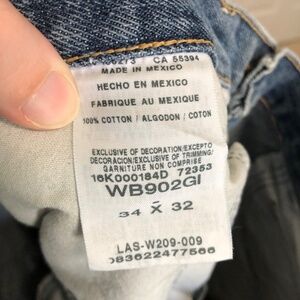 CA 55394
MADE IN MEXICO
HECHO EN MEXICO
FABRIQUE AU MEXIQUE
100% COTTON / ALGODON / COTON
EXCLUSIVE OF DECORATION/EXCEPTO
DECORACION/EXCLUSIVE OF TRIMMING/
GARNITURE NON COMPRISE
16K000184D 72353
WB902GI
34 X 32
LAS-W209-009
083622477566